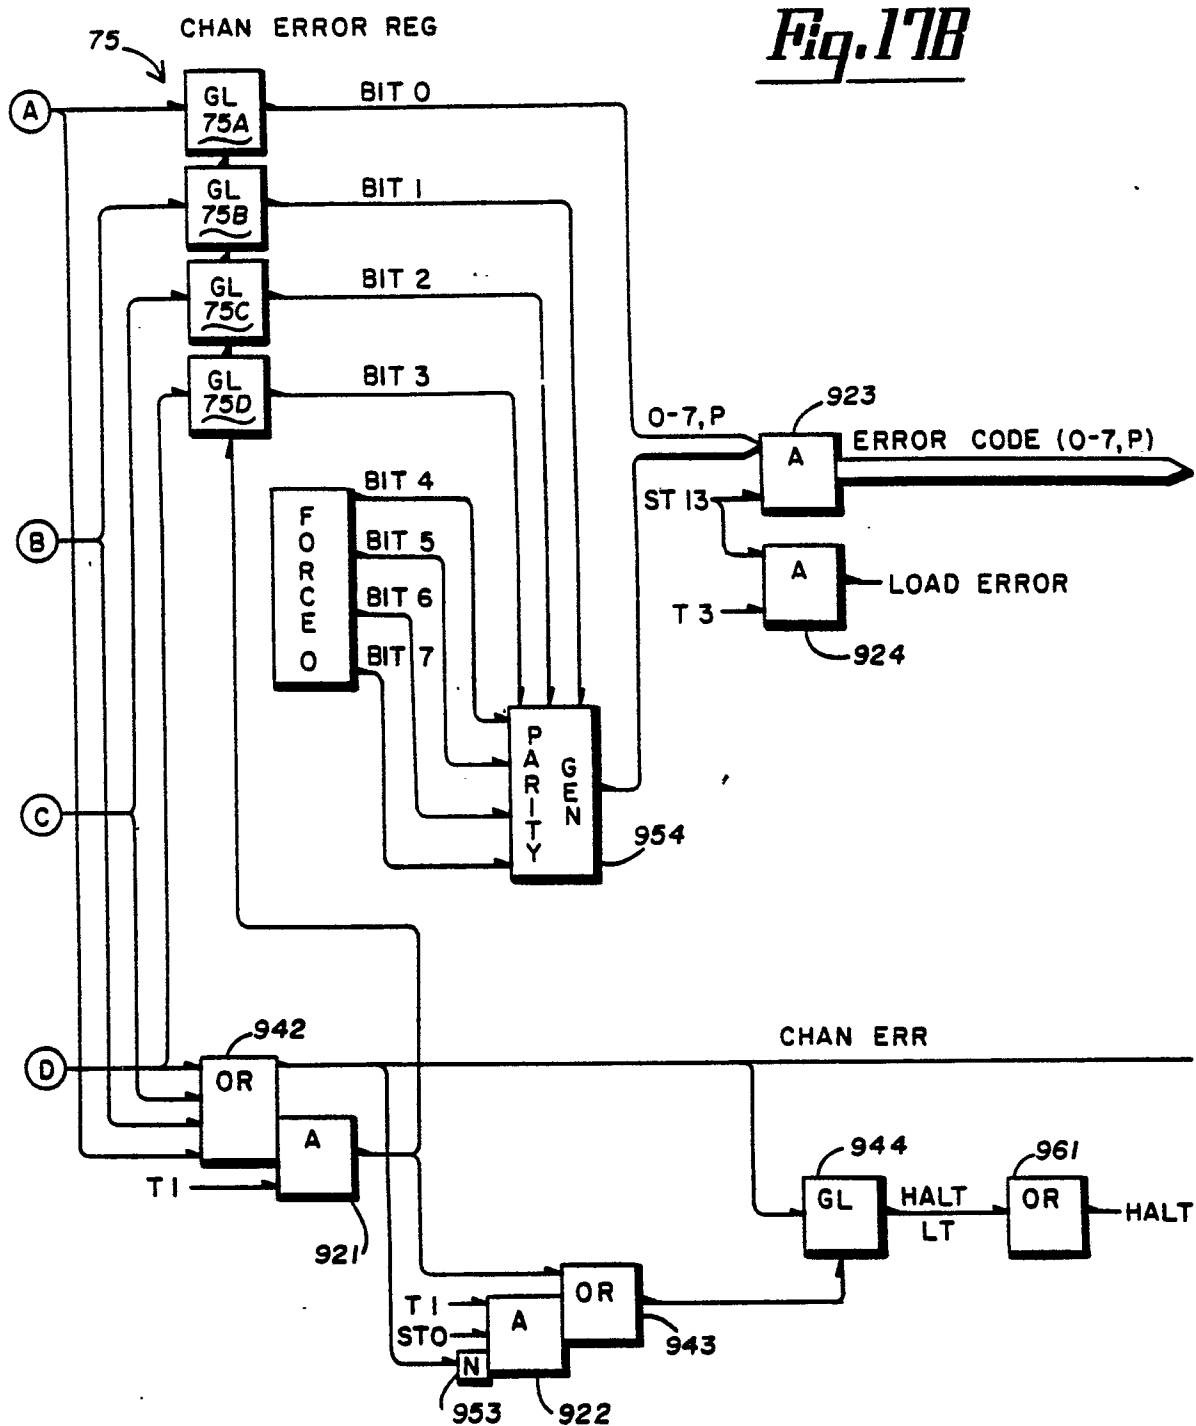 Fig. 17B
CHAN ERROR REG
75
A
GL
75A
BIT 0
GL
75B
BIT 1
GL
75C
BIT 2
GL
75D
BIT 3
0-7, P
923
A
ERROR CODE (0-7, P)
ST 13
B
FORCE 0
BIT 4
BIT 5
BIT 6
BIT 7
A
LOAD ERROR
T 3
924
PARITY GEN
954
C
D
942
OR
CHAN ERR
A
T 1
921
944
GL
HALT
LT
961
OR
HALT
T 1
ST0
A
OR
943
N
953
922